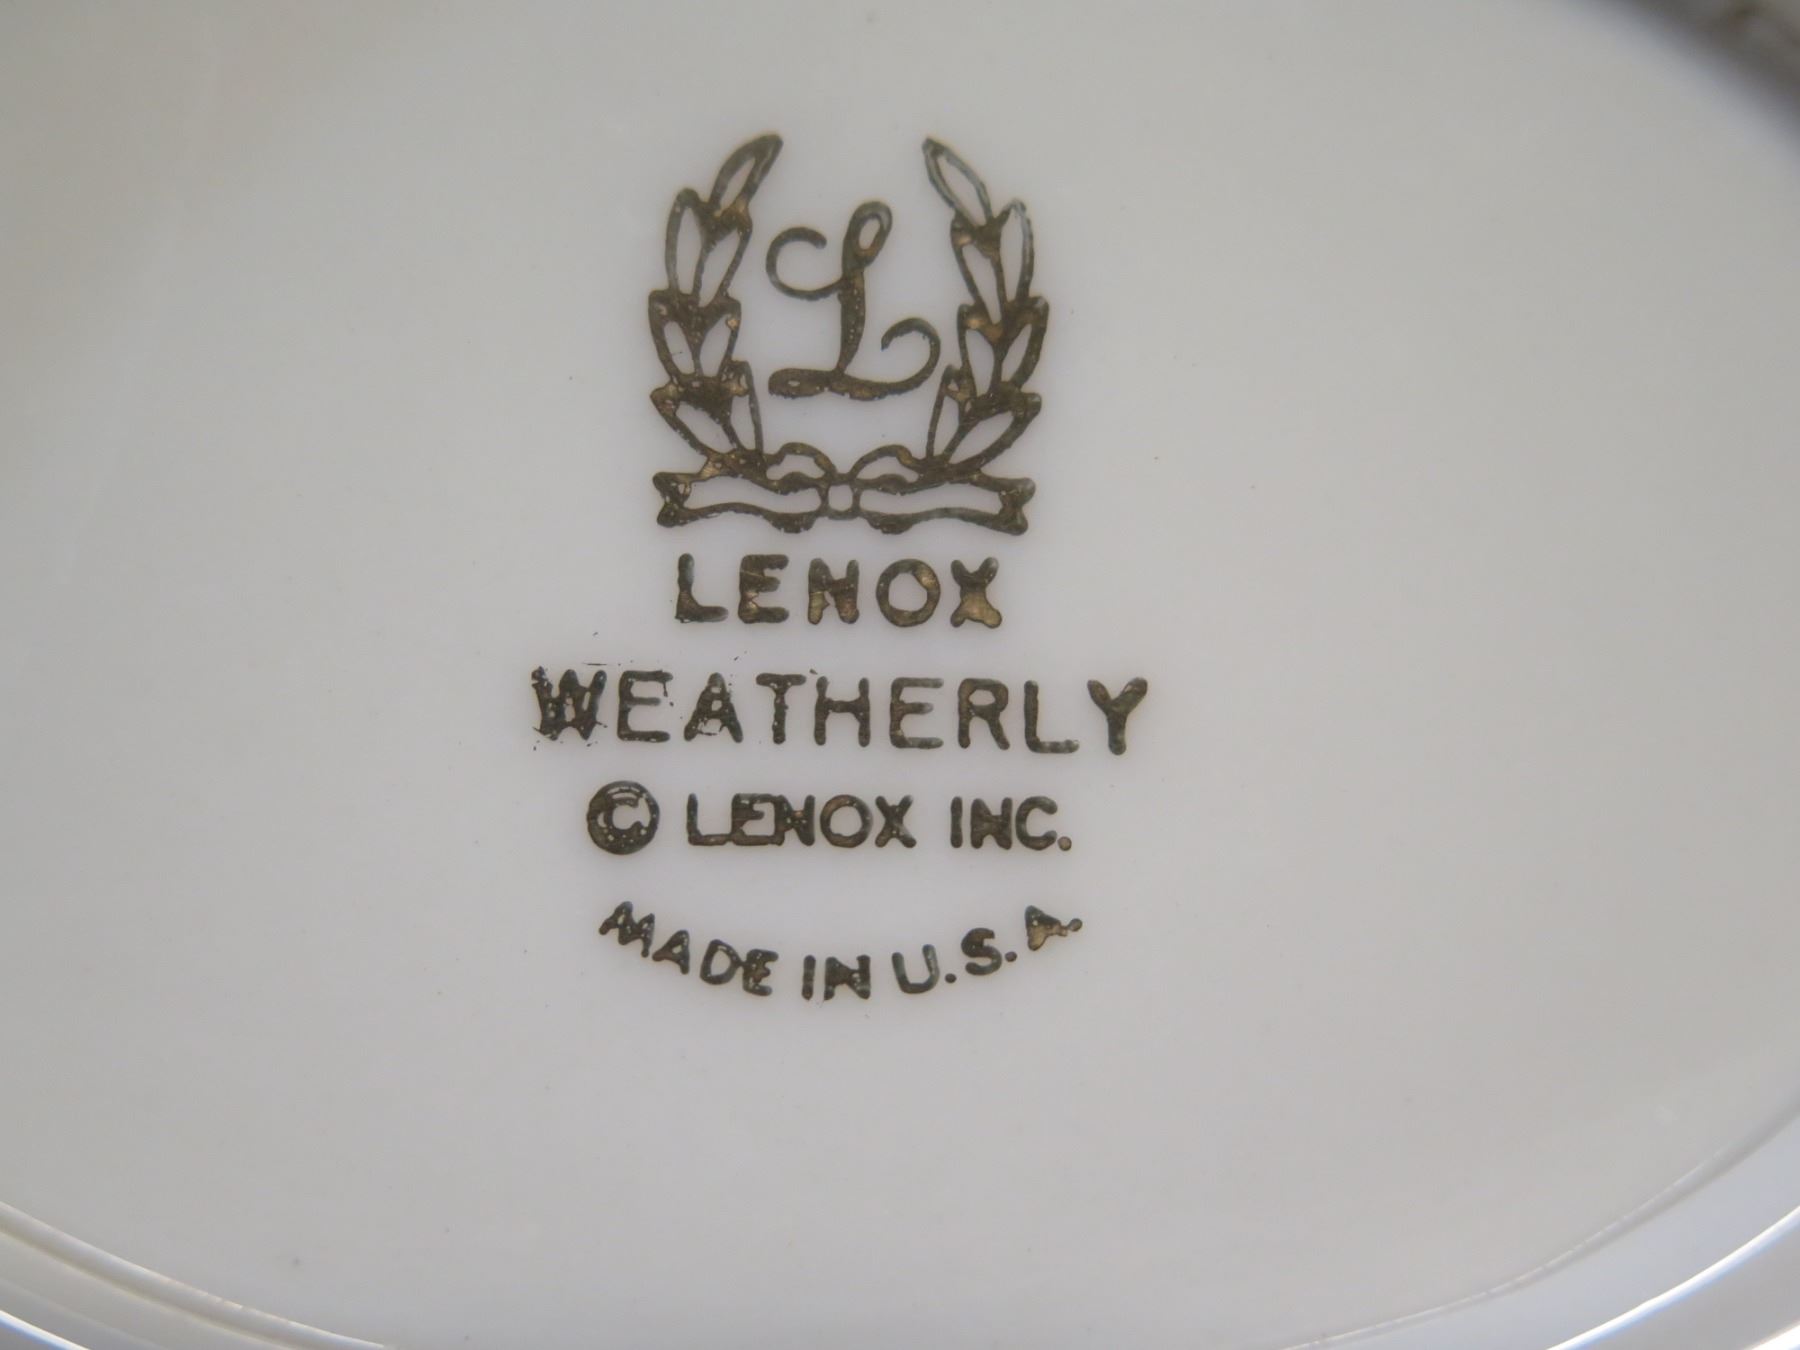 L
LENOX
WEATHERLY
© LENOX INC.
MADE IN U.S.A.